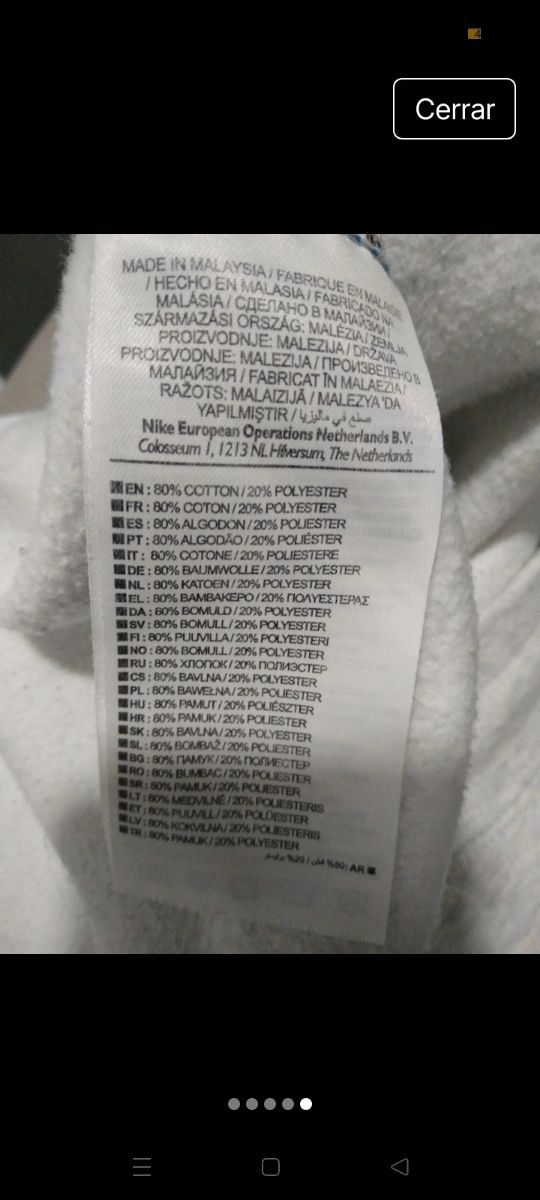 4
Cerrar
MADE IN MALAYSIA / FABRIQUE EN MALAISIE
/ HECHO EN MALASIA / FABRICADO NA
MALÁSIA / СДЕЛАНО В МАЛАЙЗИИ /
SZÁRMAZÁSI ORSZÁG: MALÉZIA / ZEMLJA
PROIZVODNJE: MALEZIJA / DRŽAVA
PROIZVODNJE: MALEZIJA / ПРОИЗВЕДЕНО В
МАЛАЙЗИЯ / FABRICAT ÎN MALAEZIA /
RAŽOTS: MALAIZIJĀ / MALEZYA 'DA
YAPILMIŞTIR / صنع في ماليزيا
Nike European Operations Netherlands B.V.
Colosseum 1, 1213 NL Hilversum, The Netherlands
EN : 80% COTTON / 20% POLYESTER
FR : 80% COTON / 20% POLYESTER
ES : 80% ALGODON / 20% POLIESTER
PT : 80% ALGODÃO / 20% POLIÉSTER
IT : 80% COTONE / 20% POLIESTERE
DE : 80% BAUMWOLLE / 20% POLYESTER
NL : 80% KATOEN / 20% POLYESTER
EL : 80% ΒΑΜΒΑΚΕΡΟ / 20% ΠΟΛΥΕΣΤΕΡΑΣ
DA : 80% BOMULD / 20% POLYESTER
SV : 80% BOMULL / 20% POLYESTER
FI : 80% PUUVILLA / 20% POLYESTERI
NO : 80% BOMULL / 20% POLYESTER
RU : 80% ХЛОПОК / 20% ПОЛИЭСТЕР
CS : 80% BAVLNA / 20% POLYESTER
PL : 80% BAWEŁNA / 20% POLIESTER
HU : 80% PAMUT / 20% POLIÉSZTER
HR : 80% PAMUK / 20% POLIESTER
SK : 80% BAVLNA / 20% POLYESTER
SL : 80% BOMBAŽ / 20% POLIESTER
BG : 80% ПАМУК / 20% ПОЛИЕСТЕР
RO : 80% BUMBAC / 20% POLIESTER
SR : 80% PAMUK / 20% POLIESTER
LT : 80% MEDVILNĖ / 20% POLIESTERIS
ET : 80% PUUVILL / 20% POLÜESTER
LV : 80% KOKVILNA / 20% POLIESTERIS
TR : 80% PAMUK / 20% POLYESTER
AR :80% قطن / 20% بوليستر